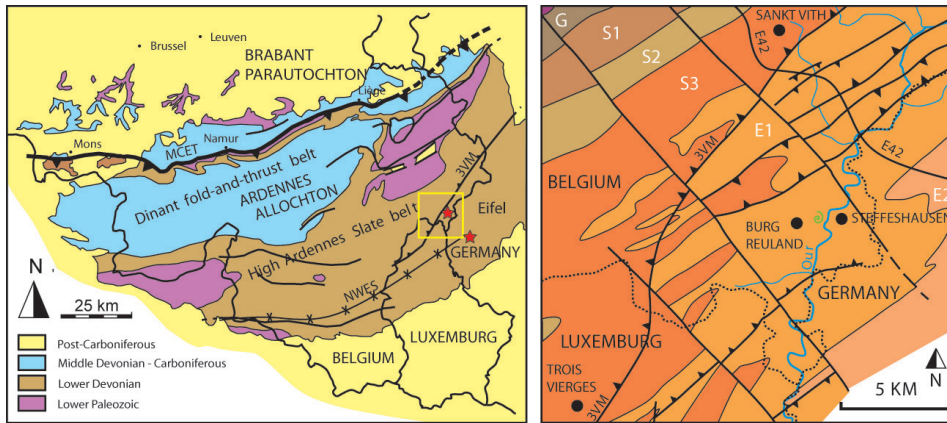 Leuven
Brussel
BRABANT
PARAUTOCHTON
Liège
Mons
Namur
MCET
Dinant fold-and-thrust belt
ARDENNES
ALLOCHTON
3VM
High Ardennes Slate belt
Eifel
GERMANY
N
NWES
25 km
LUXEMBURG
BELGIUM
Post-Carboniferous
Middle Devonian - Carboniferous
Lower Devonian
Lower Paleozoic
G
S1
SANKT VITH
E42
S2
S3
E1
3VM
E42
BELGIUM
E2
BURG
REULAND
STEFFESHAUSEN
Our
GERMANY
LUXEMBURG
TROIS
VIERGES
3VM
N
5 KM